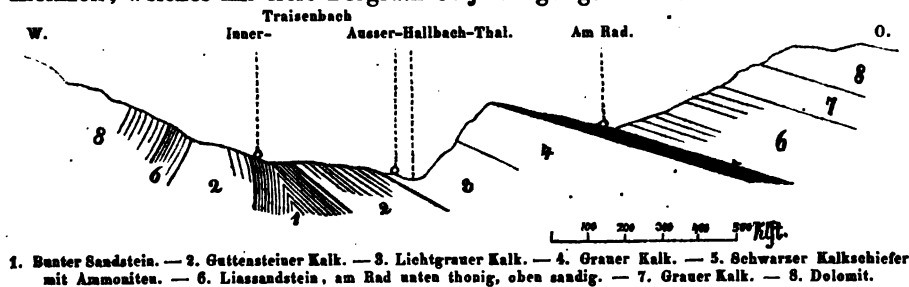 Traisenbach
W. Inner- Ausser-Hallbach-Thal. Am Rad. O.
8 6 2 1 2 3 4 6 7 8
100 200 300 400 500 Klft.
1. Bunter Sandstein. — 2. Guttensteiner Kalk. — 3. Lichtgrauer Kalk. — 4. Grauer Kalk. — 5. Schwarzer Kalkschiefer
mit Ammoniten. — 6. Liassandstein, am Rad unten thonig, oben sandig. — 7. Grauer Kalk. — 8. Dolomit.